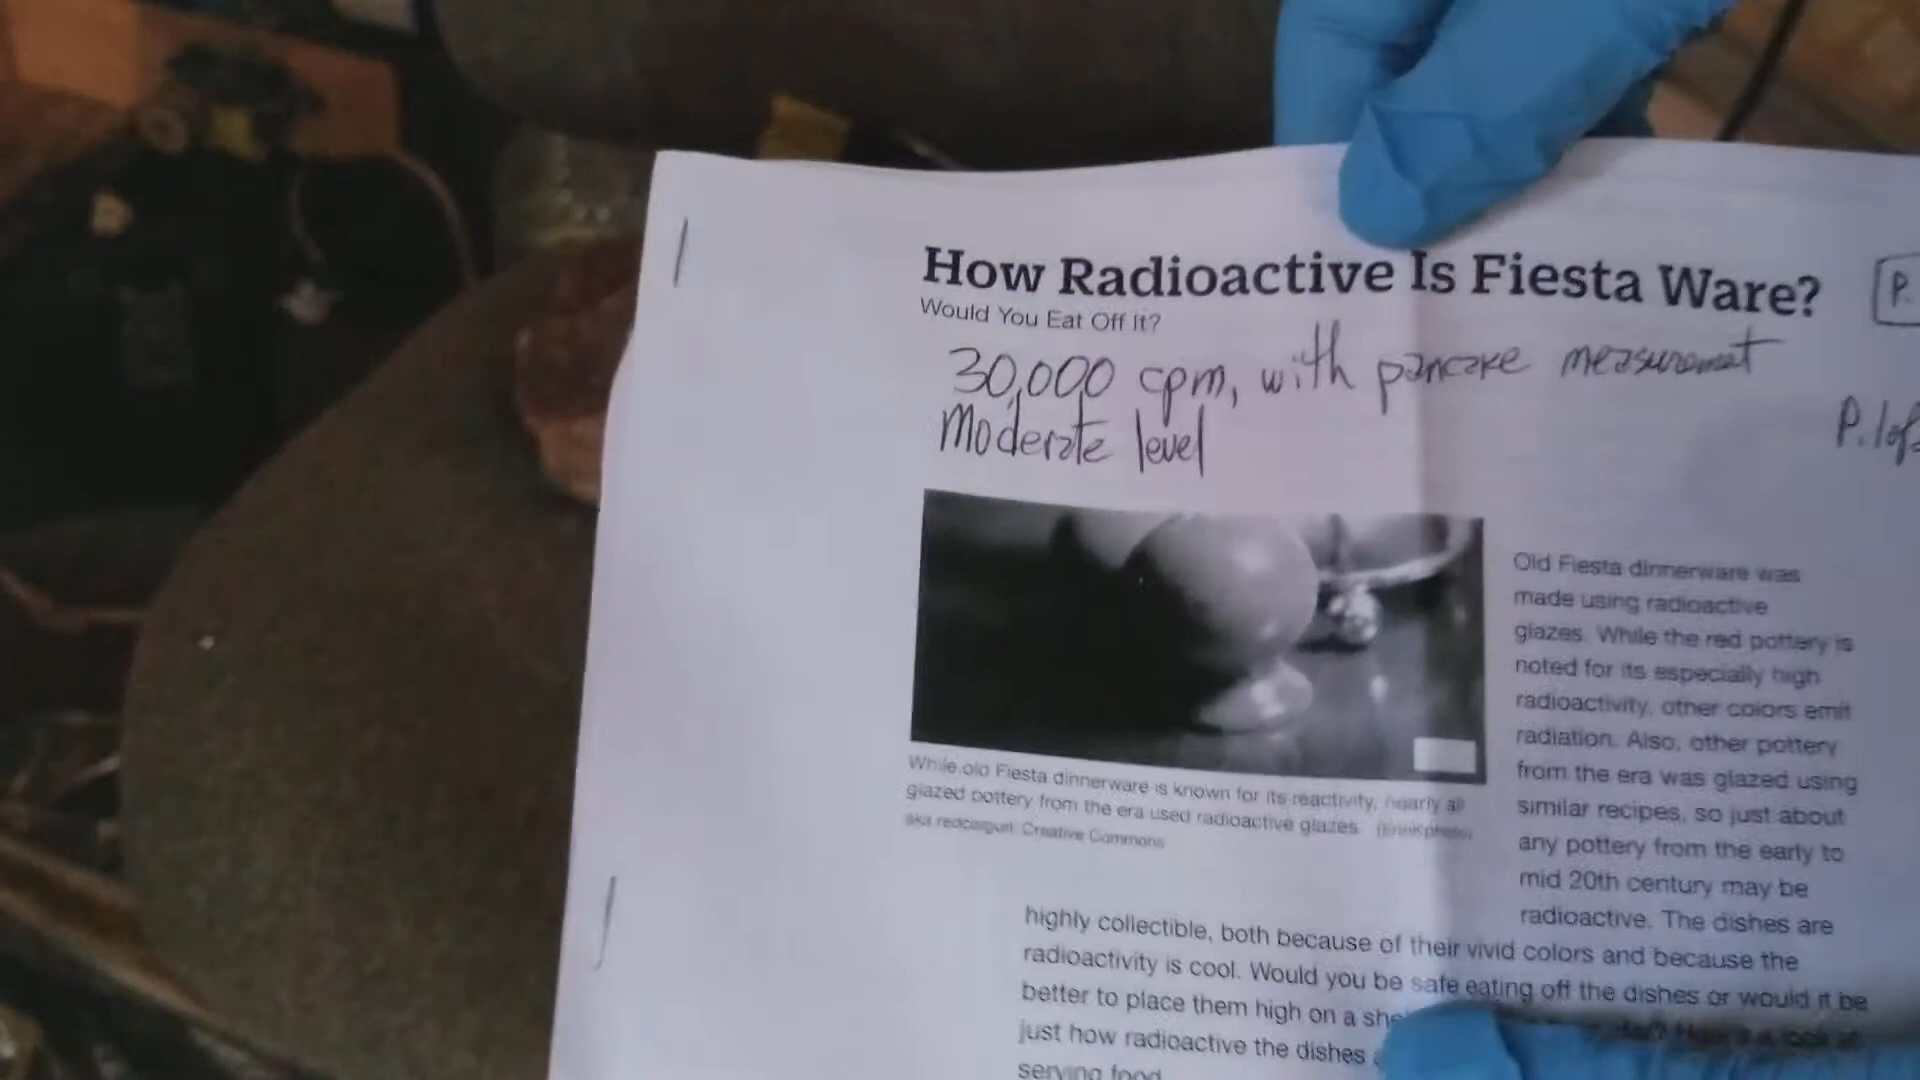 How Radioactive Is Fiesta Ware?
P.
Would You Eat Off It?
30,000 cpm, with pancake measuremat
Moderate level
P. 1of
Old Fiesta dinnerware was
made using radioactive
glazes. While the red pottery is
noted for its especially high
radioactivity, other colors emit
radiation. Also, other pottery
from the era was glazed using
similar recipes, so just about
any pottery from the early to
mid 20th century may be
radioactive. The dishes are
While old Fiesta dinnerware is known for its reactivity, nearly all
glazed pottery from the era used radioactive glazes.
aka redcargurl, Creative Commons
highly collectible, both because of their vivid colors and because the
radioactivity is cool. Would you be safe eating off the dishes or would it be
better to place them high on a
just how radioactive the dishes
serving food